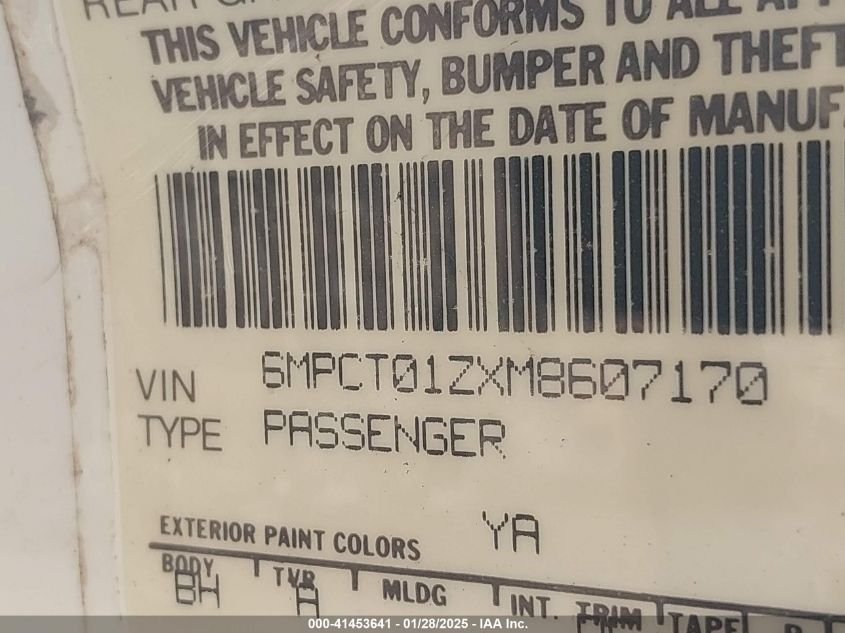 REAR
THIS VEHICLE CONFORMS TO ALL
VEHICLE SAFETY, BUMPER AND THEFT
IN EFFECT ON THE DATE OF MANUF
VIN 6MPCT01ZXM8607170
TYPE PASSENGER
EXTERIOR PAINT COLORS YA
BODY TYR MLDG INT. TRIM TAPE
BH A
000-41453641 - 01/28/2025 - IAA Inc.